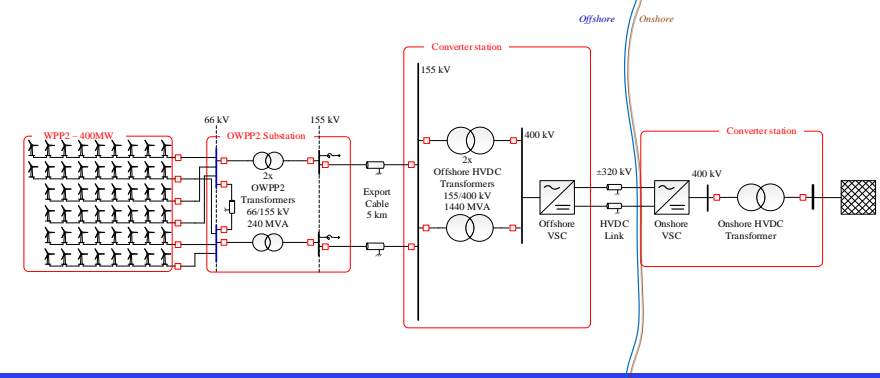 Offshore
Onshore
Converter station
155 kV
66 kV
155 kV
WPP2 – 400MW
OWPP2 Substation
Converter station
400 kV
2x
OWPP2
Transformers
66/155 kV
240 MVA
Export
Cable
5 km
2x
Offshore HVDC
Transformers
155/400 kV
1440 MVA
±320 kV
400 kV
Offshore
VSC
HVDC
Link
Onshore
VSC
Onshore HVDC
Transformer